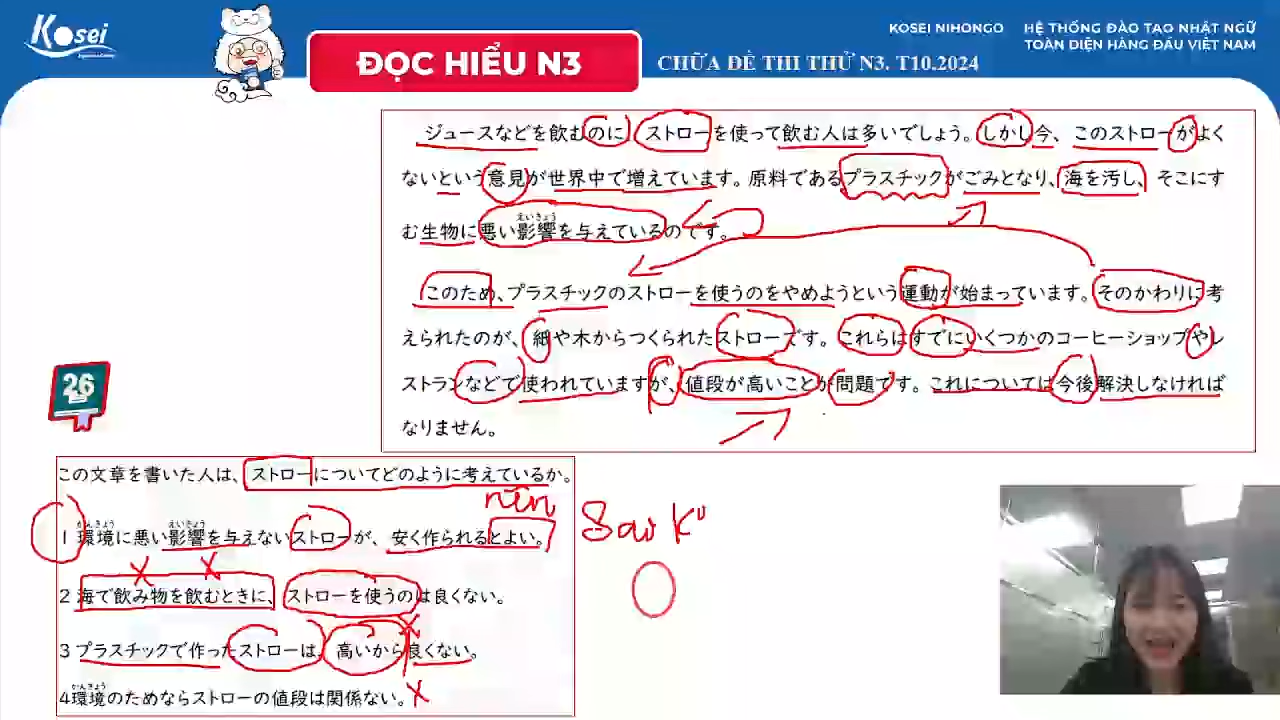 Kosei
ĐỌC HIỂU N3
KOSEI NIHONGO
HỆ THỐNG ĐÀO TẠO NHẬT NGỮ
TOÀN DIỆN HÀNG ĐẦU VIỆT NAM
CHỮA ĐỀ THI THỬ N3. T10.2024
ジュースなどを飲むのに、ストローを使って飲む人は多いでしょう。しかし今、このストローがよく
ないという意見が世界中で増えています。原料であるプラスチックがごみとなり、海を汚し、そこにす
えいきょう
む生物に悪い影響を与えているのです。
このため、プラスチックのストローを使うのをやめようという運動が始まっています。そのかわりに考
えられたのが、紙や木からつくられたストローです。これらはすでにいくつかのコーヒーショップやレ
ストランなどで使われていますが、値段が高いことが問題です。これについては今後解決しなければ
なりません。
26
この文章を書いた人は、ストローについてどのように考えているか。
nên
かんきょう えいきょう
1環境に悪い影響を与えないストローが、安く作られるとよい。
2海で飲み物を飲むときに、ストローを使うのは良くない。
3プラスチックで作ったストローは、高いから良くない。
かんきょう
4環境のためならストローの値段は関係ない。